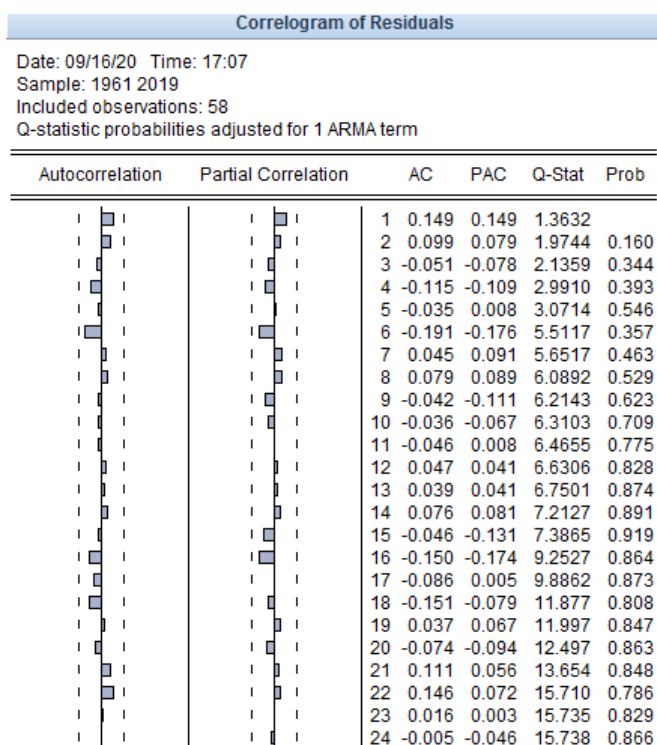 Correlogram of Residuals
Date: 09/16/20 Time: 17:07
Sample: 1961 2019
Included observations: 58
Q-statistic probabilities adjusted for 1 ARMA term
Autocorrelation Partial Correlation AC PAC Q-Stat Prob
1 0.149 0.149 1.3632
2 0.099 0.079 1.9744 0.160
3 -0.051 -0.078 2.1359 0.344
4 -0.115 -0.109 2.9910 0.393
5 -0.035 0.008 3.0714 0.546
6 -0.191 -0.176 5.5117 0.357
7 0.045 0.091 5.6517 0.463
8 0.079 0.089 6.0892 0.529
9 -0.042 -0.111 6.2143 0.623
10 -0.036 -0.067 6.3103 0.709
11 -0.046 0.008 6.4655 0.775
12 0.047 0.041 6.6306 0.828
13 0.039 0.041 6.7501 0.874
14 0.076 0.081 7.2127 0.891
15 -0.046 -0.131 7.3865 0.919
16 -0.150 -0.174 9.2527 0.864
17 -0.086 0.005 9.8862 0.873
18 -0.151 -0.079 11.877 0.808
19 0.037 0.067 11.997 0.847
20 -0.074 -0.094 12.497 0.863
21 0.111 0.056 13.654 0.848
22 0.146 0.072 15.710 0.786
23 0.016 0.003 15.735 0.829
24 -0.005 -0.046 15.738 0.866